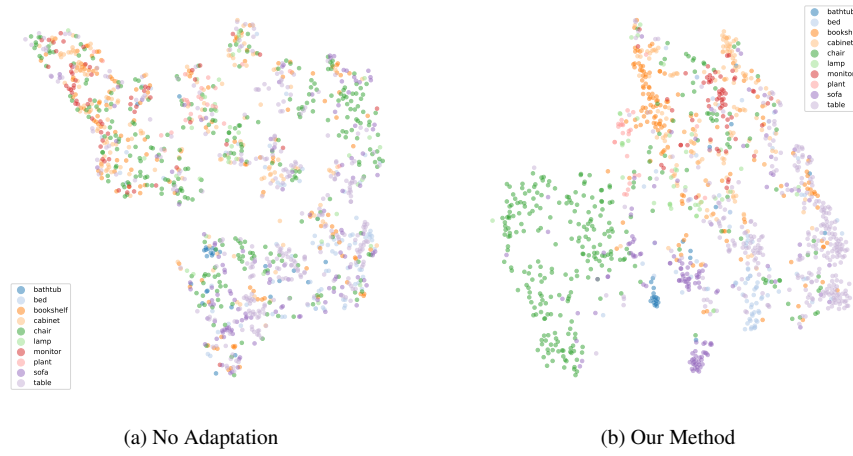 bathtub
bed
bookshelf
cabinet
chair
lamp
monitor
plant
sofa
table
(a) No Adaptation
bathtub
bed
booksh
cabinet
chair
lamp
monitor
plant
sofa
table
(b) Our Method